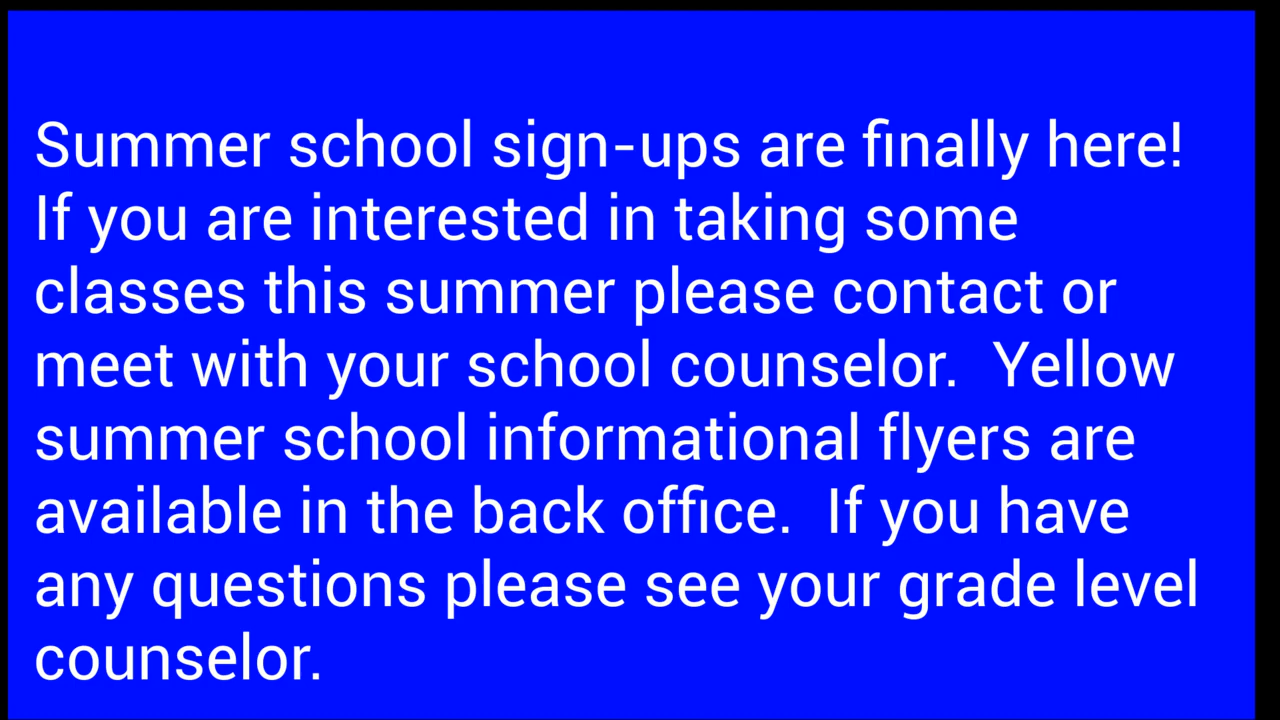 Summer school sign-ups are finally here!
If you are interested in taking some
classes this summer please contact or
meet with your school counselor.  Yellow
summer school informational flyers are
available in the back office.  If you have
any questions please see your grade level
counselor.